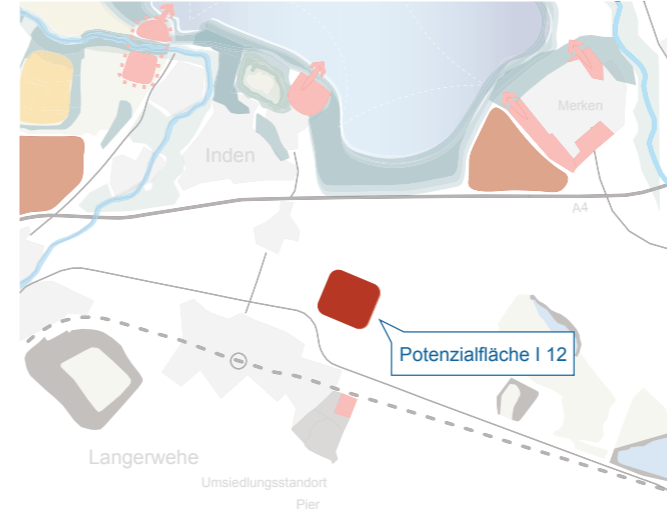 Merken
Inden
A4
Potenzialfläche I 12
Langerwehe
Umsiedlungsstandort
Pier